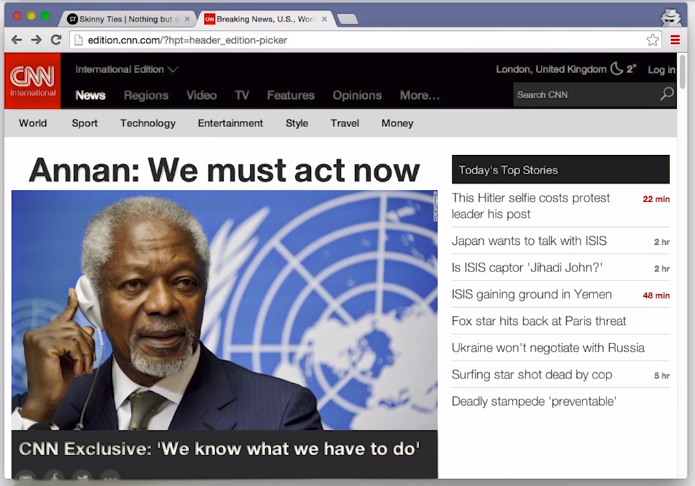 ST Skinny Ties | Nothing but s
CNN Breaking News, U.S., Worl
edition.cnn.com/?hpt=header_edition-picker
CNN
International
International Edition
London, United Kingdom 2° Log in
News Regions Video TV Features Opinions More...
Search CNN
World Sport Technology Entertainment Style Travel Money
Annan: We must act now
CNN Exclusive: 'We know what we have to do'
Today's Top Stories
This Hitler selfie costs protest 22 min
leader his post
Japan wants to talk with ISIS 2 hr
Is ISIS captor 'Jihadi John?' 2 hr
ISIS gaining ground in Yemen 48 min
Fox star hits back at Paris threat
Ukraine won't negotiate with Russia
Surfing star shot dead by cop 5 hr
Deadly stampede 'preventable'